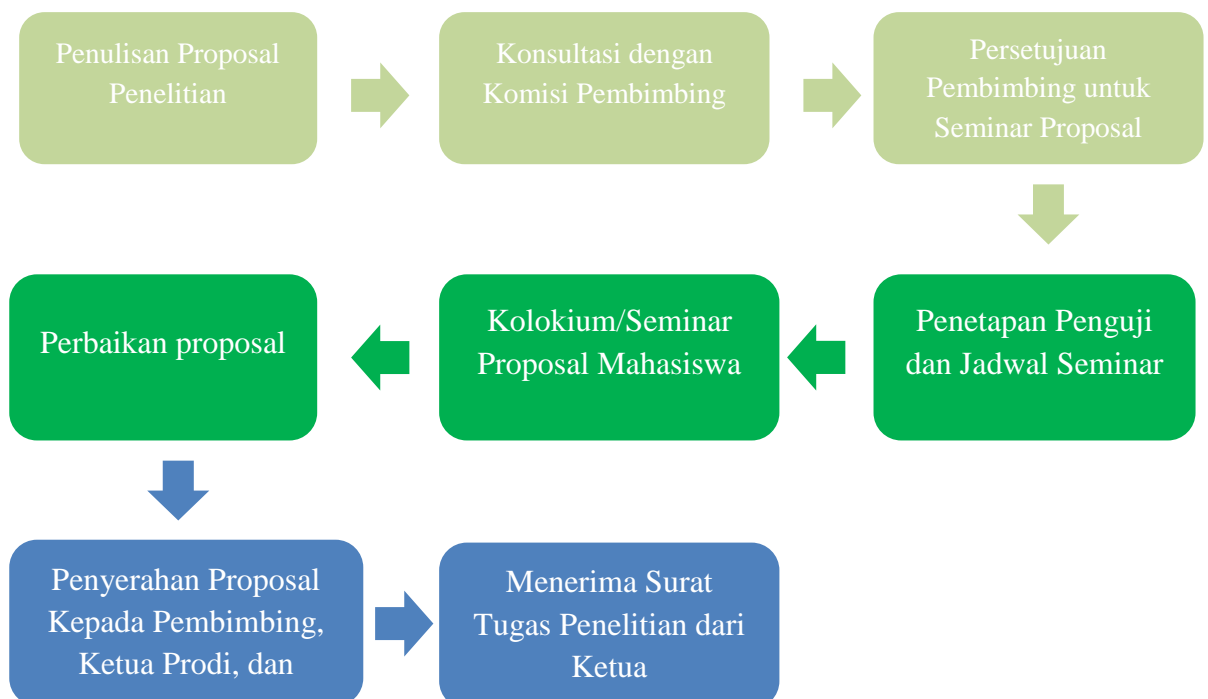 Penulisan Proposal
Penelitian
Konsultasi dengan
Komisi Pembimbing
Persetujuan
Pembimbing untuk
Seminar Proposal
Penetapan Penguji
dan Jadwal Seminar
Kolokium/Seminar
Proposal Mahasiswa
Perbaikan proposal
Penyerahan Proposal
Kepada Pembimbing,
Ketua Prodi, dan
Menerima Surat
Tugas Penelitian dari
Ketua